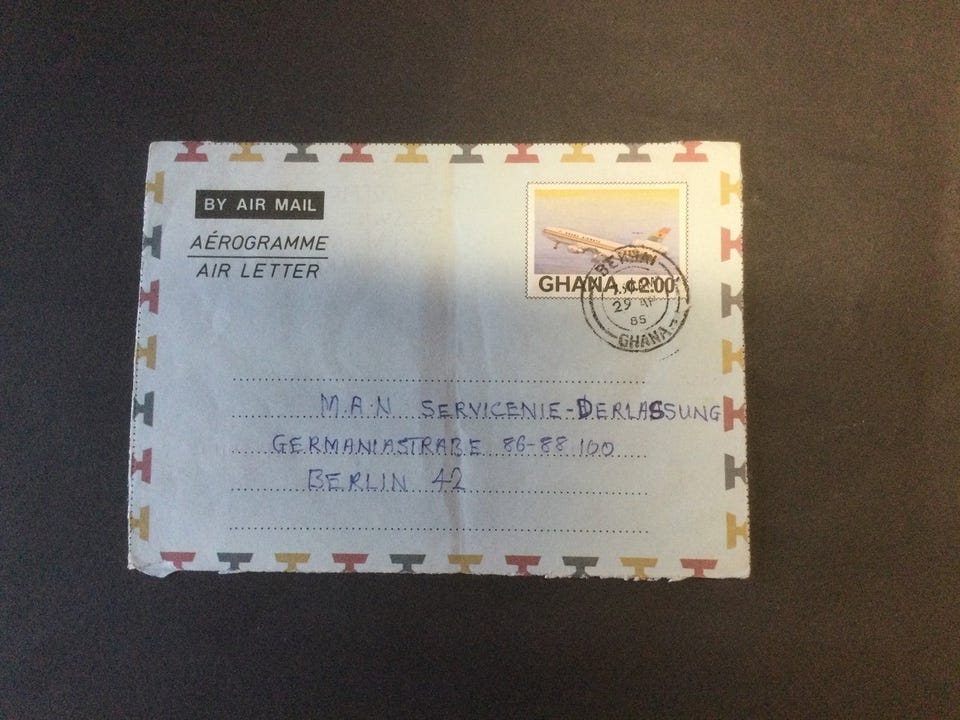 BY AIR MAIL
AÉROGRAMME
AIR LETTER
GHANA ¢2.00
29 AP
85
GHANA
M.A.N SERVICENIE-DERLASSUNG
GERMANIASTRAßE 86-88.100
BERLIN 42